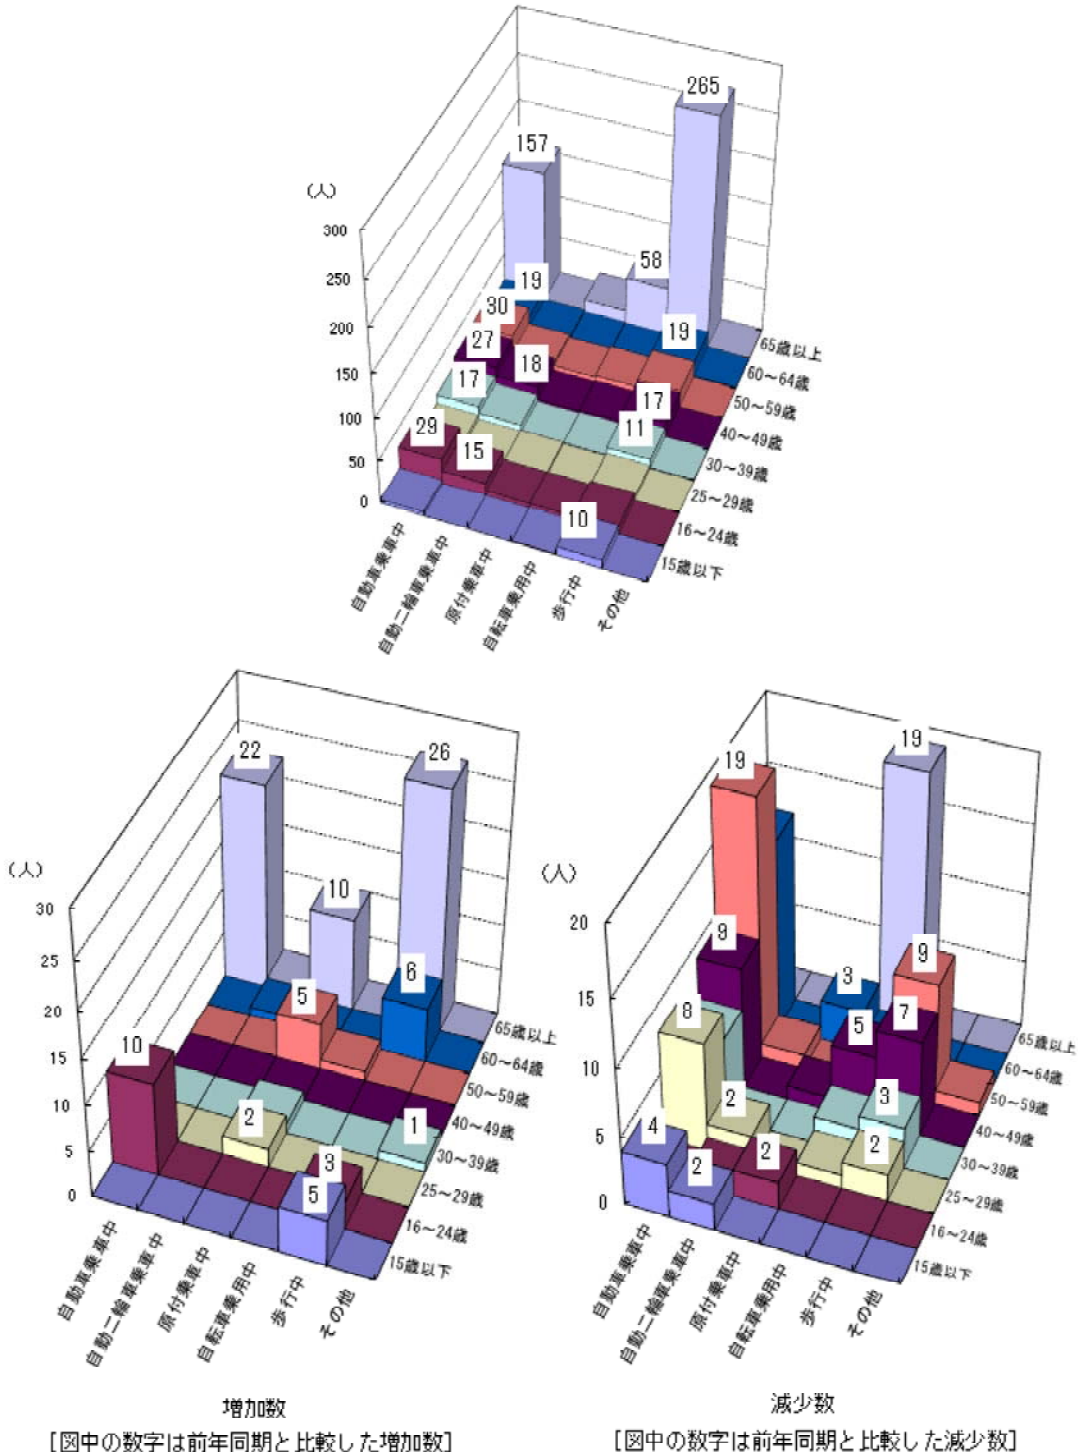 265
157
(人)
300
58
250
19
30
19
200
27
65歳以上
18
150
60～64歳
17
17
50～59歳
100
29
11
40～49歳
15
30～39歳
50
25～29歳
0
10
16～24歳
15歳以下
自動車乗車中
自動二輪車乗車中
原付乗車中
自転車乗用中
歩行中
その他
22
26
(人)
10
30
25
6
5
20
65歳以上
10
60～64歳
15
50～59歳
10
2
1
40～49歳
30～39歳
5
3
25～29歳
5
0
16～24歳
15歳以下
自動車乗車中
自動二輪車乗車中
原付乗車中
自転車乗用中
歩行中
その他
増加数
[図中の数字は前年同期と比較した増加数]
19
19
(人)
20
9
9
3
15
8
7
5
65歳以上
10
60～64歳
2
3
50～59歳
5
4
40～49歳
2
2
2
30～39歳
0
25～29歳
16～24歳
15歳以下
自動車乗車中
自動二輪車乗車中
原付乗車中
自転車乗用中
歩行中
その他
減少数
[図中の数字は前年同期と比較した減少数]